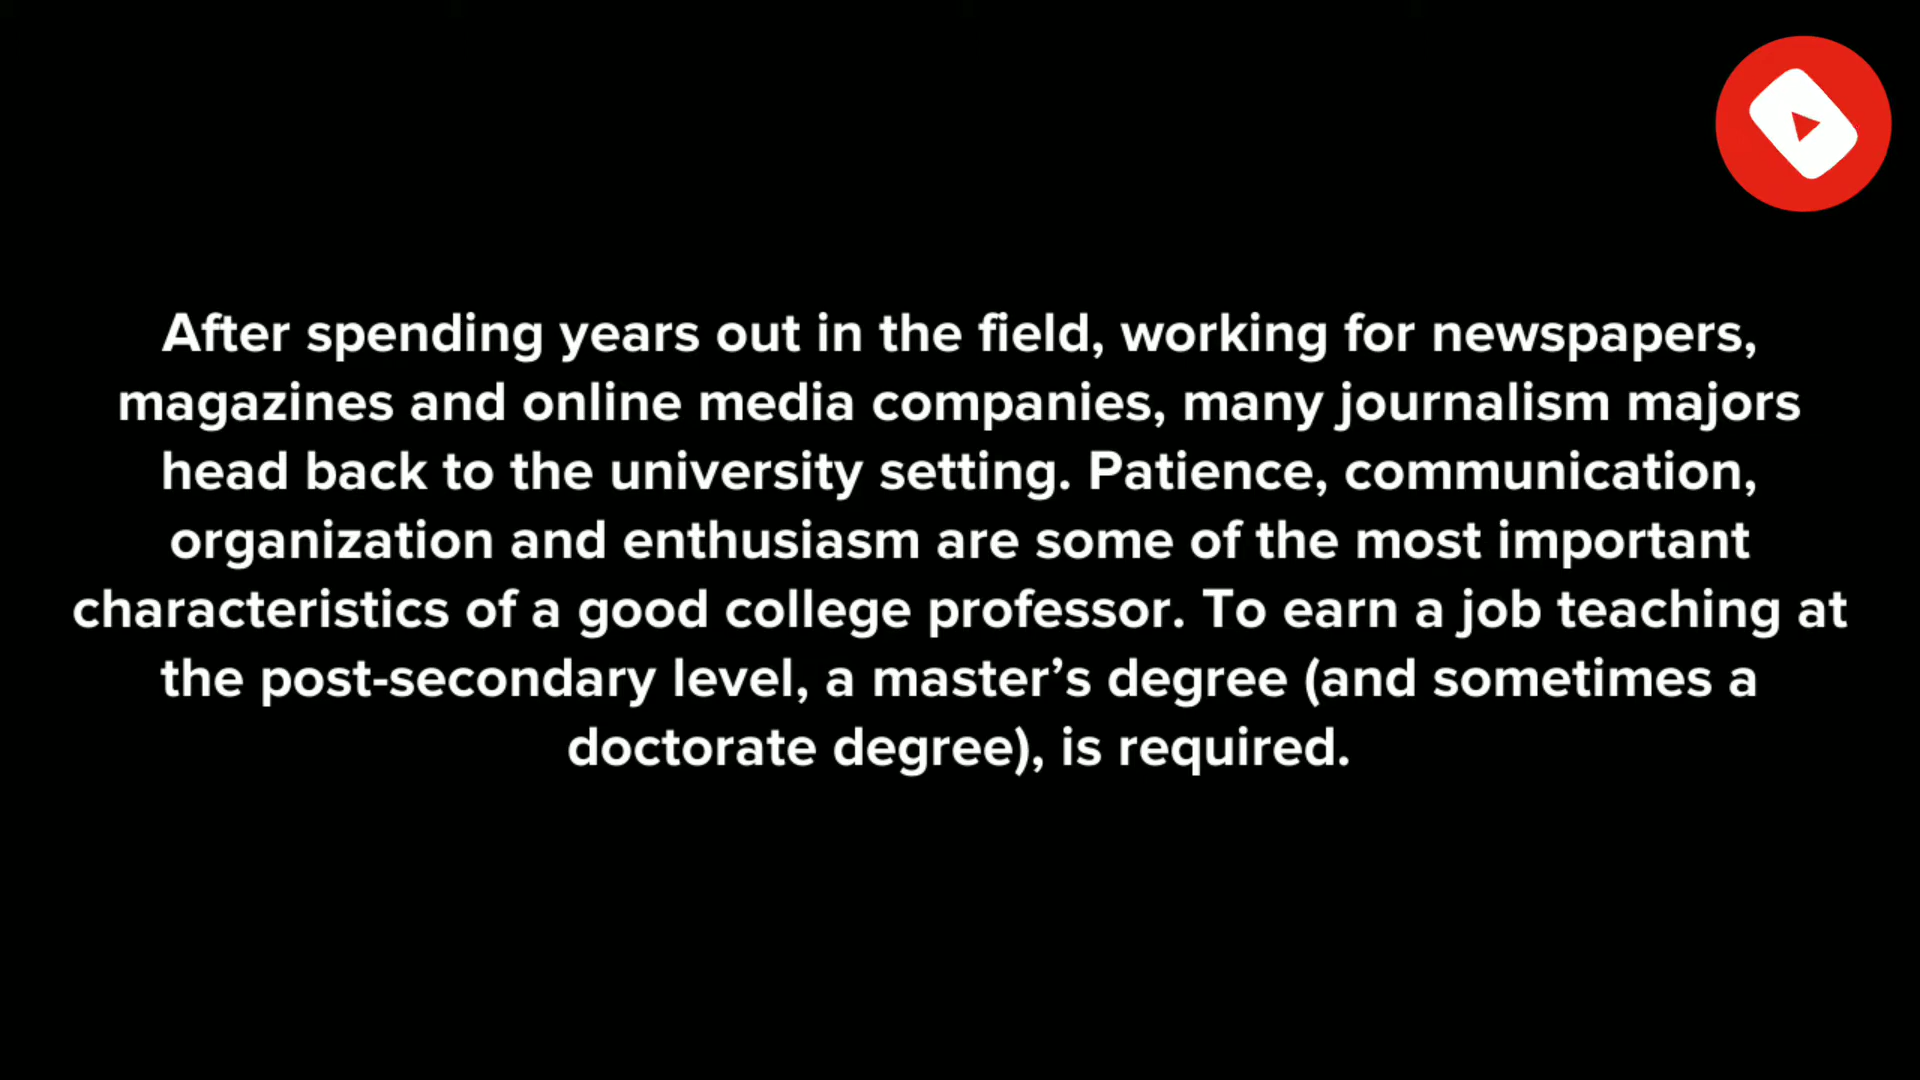 After spending years out in the field, working for newspapers,
magazines and online media companies, many journalism majors
head back to the university setting. Patience, communication,
organization and enthusiasm are some of the most important
characteristics of a good college professor. To earn a job teaching at
the post-secondary level, a master’s degree (and sometimes a
doctorate degree), is required.